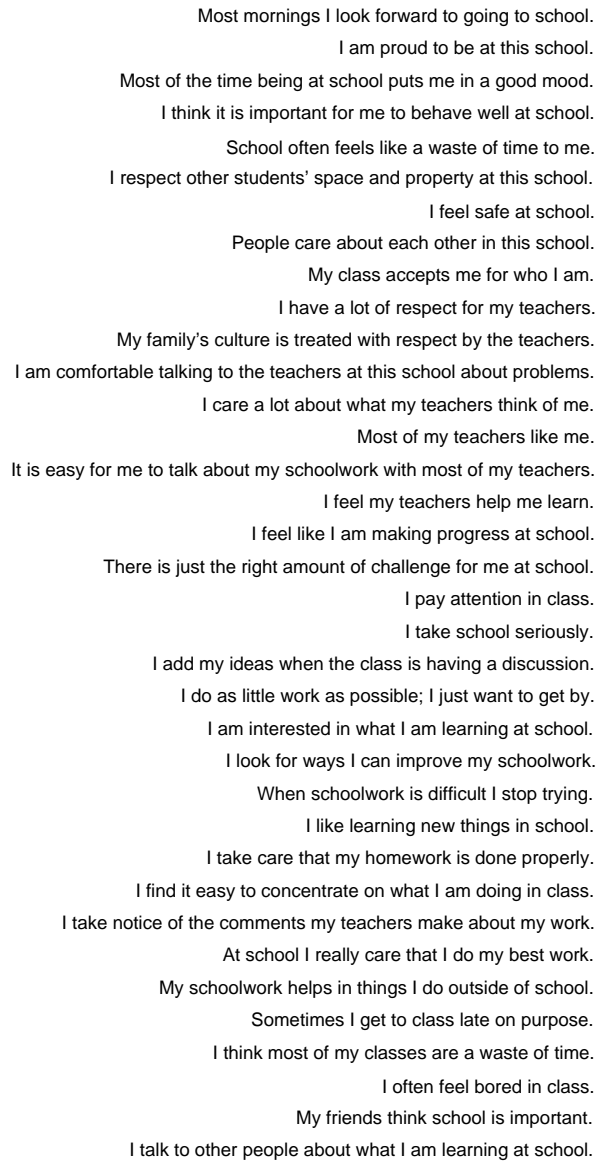 Most mornings I look forward to going to school.
I am proud to be at this school.
Most of the time being at school puts me in a good mood.
I think it is important for me to behave well at school.
School often feels like a waste of time to me.
I respect other students’ space and property at this school.
I feel safe at school.
People care about each other in this school.
My class accepts me for who I am.
I have a lot of respect for my teachers.
My family’s culture is treated with respect by the teachers.
I am comfortable talking to the teachers at this school about problems.
I care a lot about what my teachers think of me.
Most of my teachers like me.
It is easy for me to talk about my schoolwork with most of my teachers.
I feel my teachers help me learn.
I feel like I am making progress at school.
There is just the right amount of challenge for me at school.
I pay attention in class.
I take school seriously.
I add my ideas when the class is having a discussion.
I do as little work as possible; I just want to get by.
I am interested in what I am learning at school.
I look for ways I can improve my schoolwork.
When schoolwork is difficult I stop trying.
I like learning new things in school.
I take care that my homework is done properly.
I find it easy to concentrate on what I am doing in class.
I take notice of the comments my teachers make about my work.
At school I really care that I do my best work.
My schoolwork helps in things I do outside of school.
Sometimes I get to class late on purpose.
I think most of my classes are a waste of time.
I often feel bored in class.
My friends think school is important.
I talk to other people about what I am learning at school.